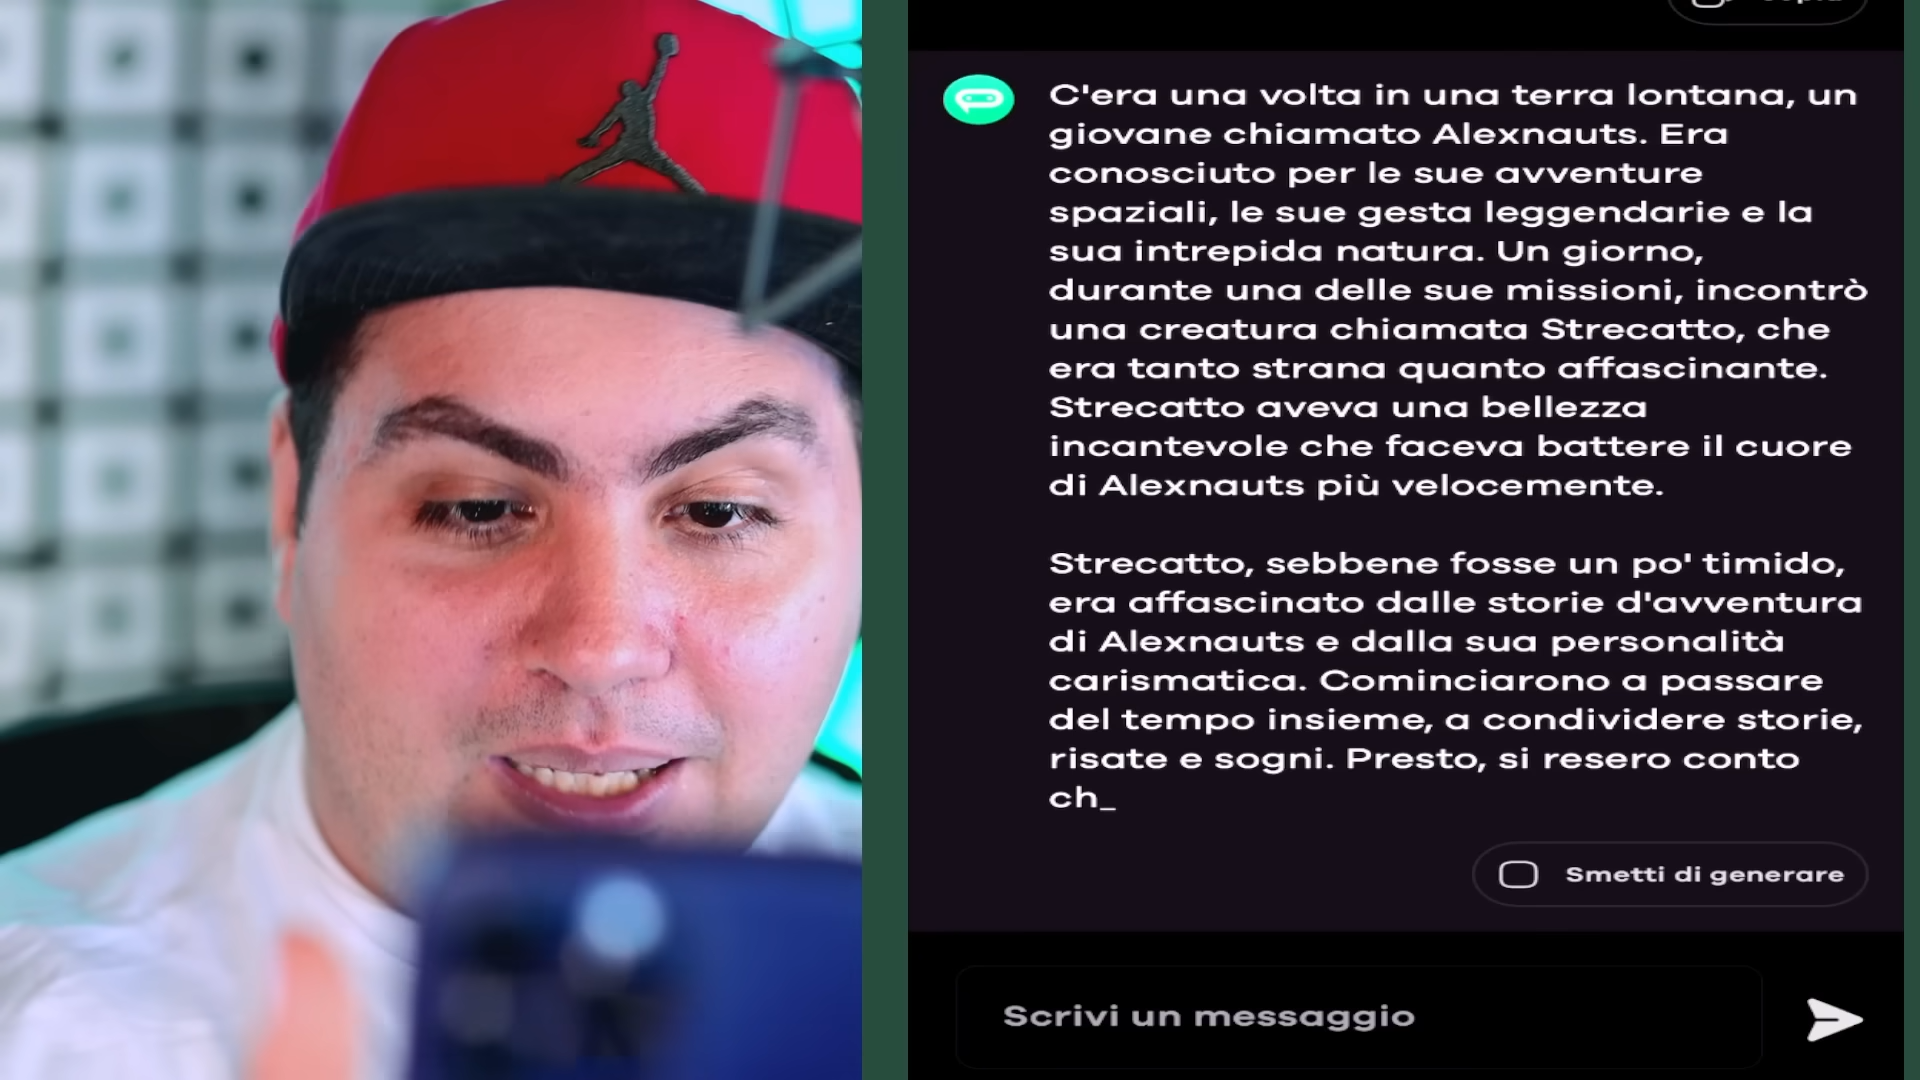 C'era una volta in una terra lontana, un
giovane chiamato Alexnauts. Era
conosciuto per le sue avventure
spaziali, le sue gesta leggendarie e la
sua intrepida natura. Un giorno,
durante una delle sue missioni, incontrò
una creatura chiamata Strecatto, che
era tanto strana quanto affascinante.
Strecatto aveva una bellezza
incantevole che faceva battere il cuore
di Alexnauts più velocemente.
Strecatto, sebbene fosse un po' timido,
era affascinato dalle storie d'avventura
di Alexnauts e dalla sua personalità
carismatica. Cominciarono a passare
del tempo insieme, a condividere storie,
risate e sogni. Presto, si resero conto
ch_
Smetti di generare
Scrivi un messaggio